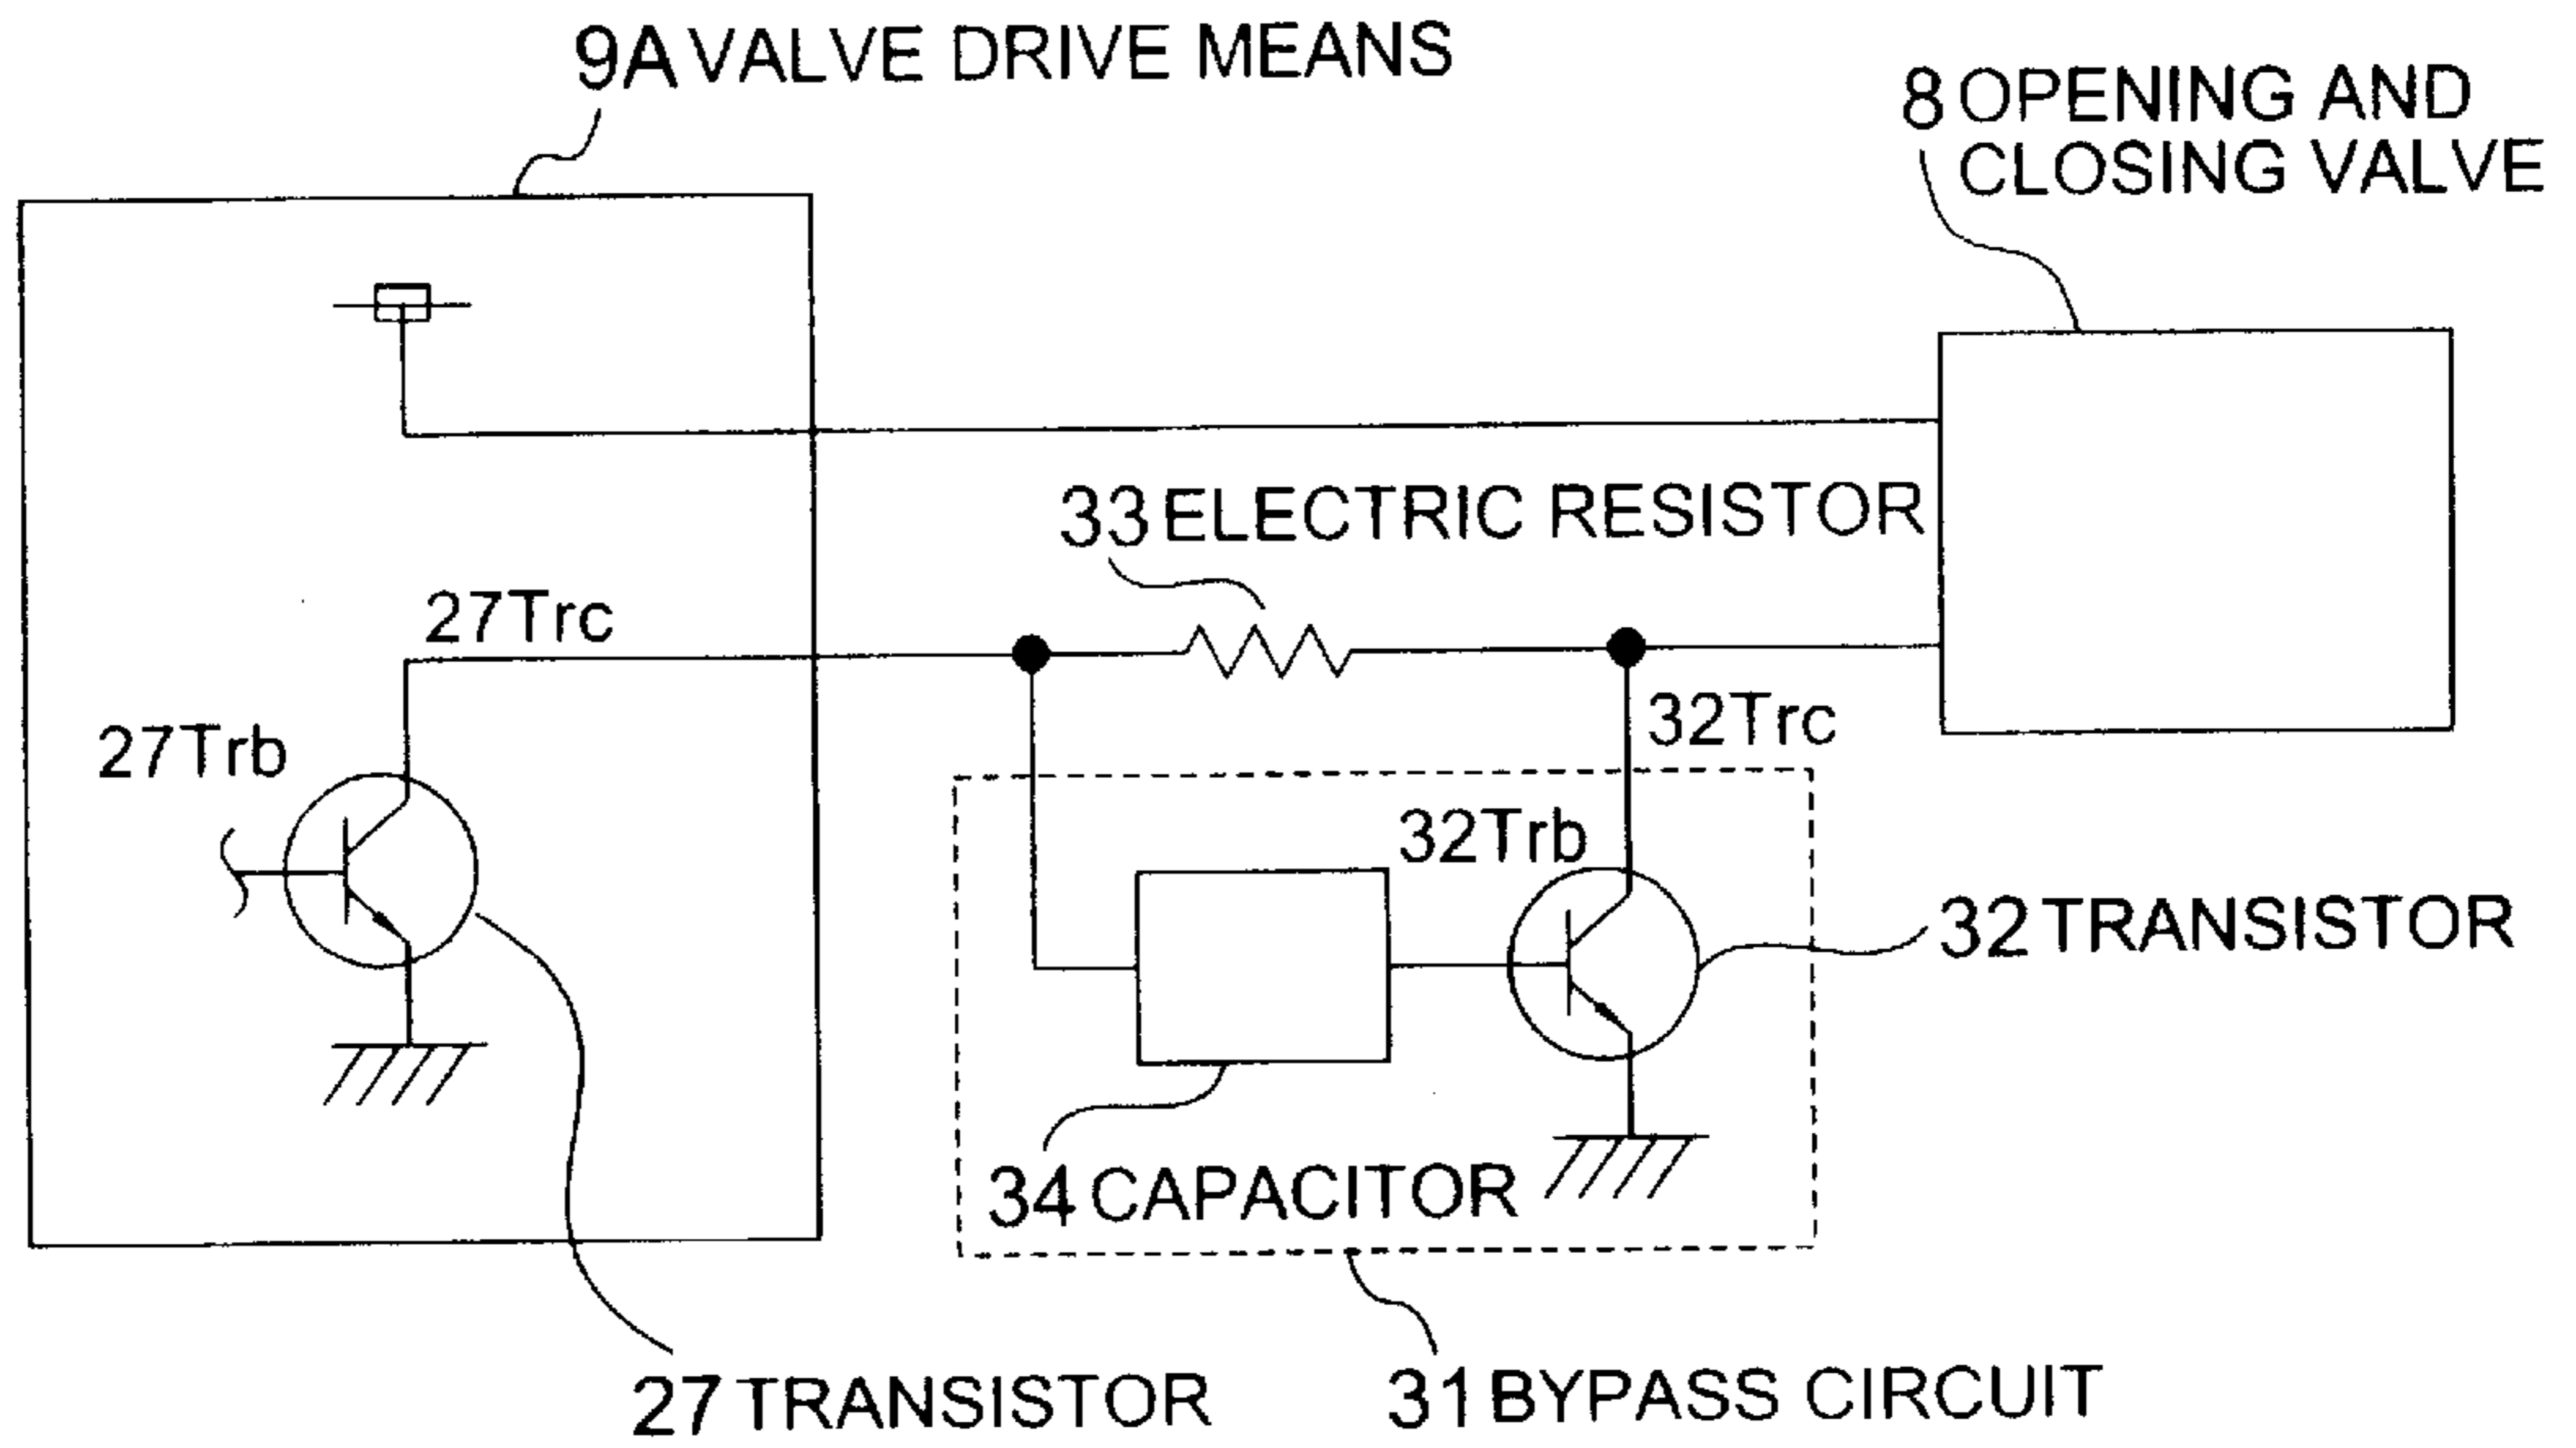 9A VALVE DRIVE MEANS
8 OPENING AND
CLOSING VALVE
33 ELECTRIC RESISTOR
27Trc
32Trc
27Trb
32Trb
32 TRANSISTOR
34 CAPACITOR
27 TRANSISTOR
31 BYPASS CIRCUIT